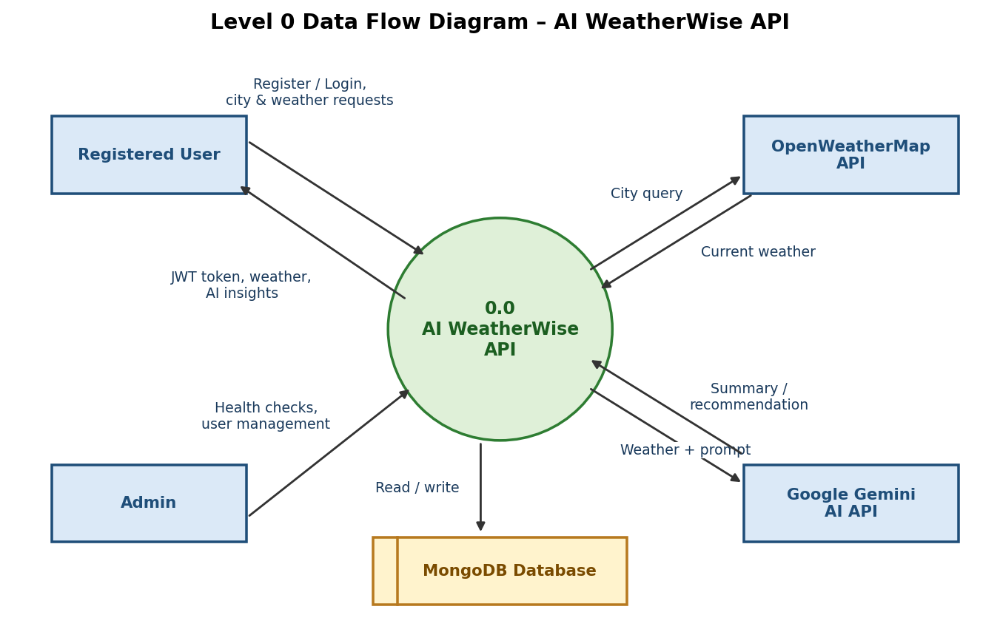 Level 0 Data Flow Diagram – AI WeatherWise API
Register / Login,
city & weather requests
Registered User
OpenWeatherMap
API
City query
Current weather
JWT token, weather,
AI insights
0.0
AI WeatherWise
API
Health checks,
user management
Summary /
recommendation
Weather + prompt
Read / write
Admin
Google Gemini
AI API
MongoDB Database